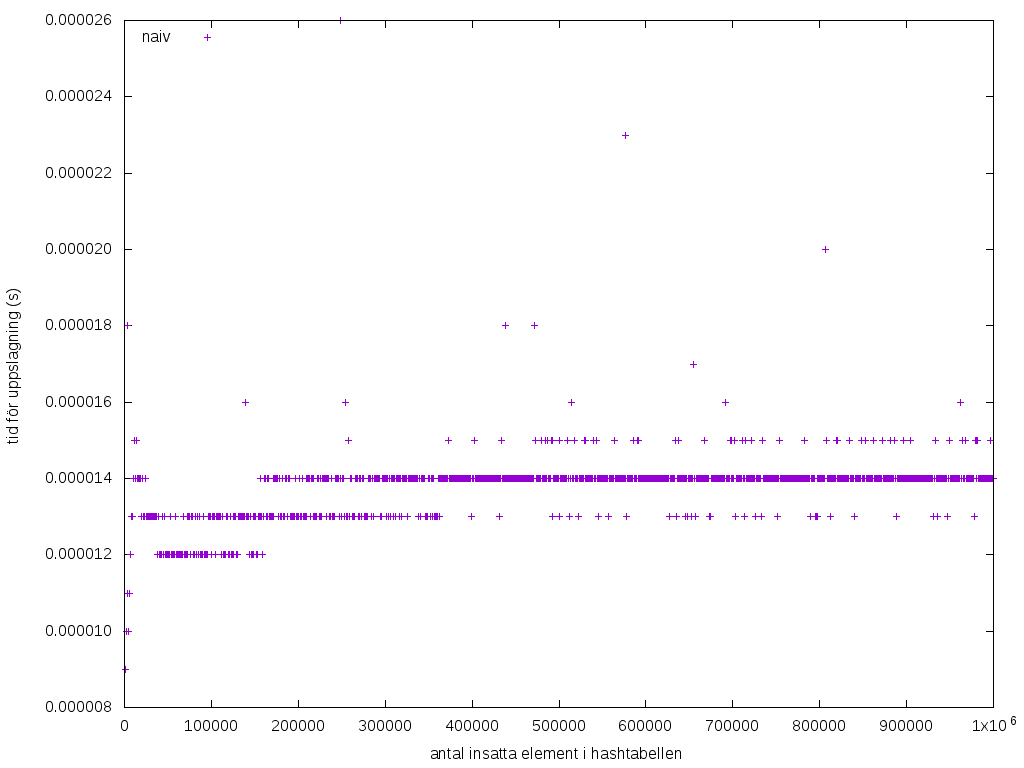 0.000026
naiv
0.000024
0.000022
0.000020
0.000018
0.000016
0.000014
0.000012
0.000010
0.000008
tid för uppslagning (s)
0 100000 200000 300000 400000 500000 600000 700000 800000 900000 1x10^6
antal insatta element i hashtabellen